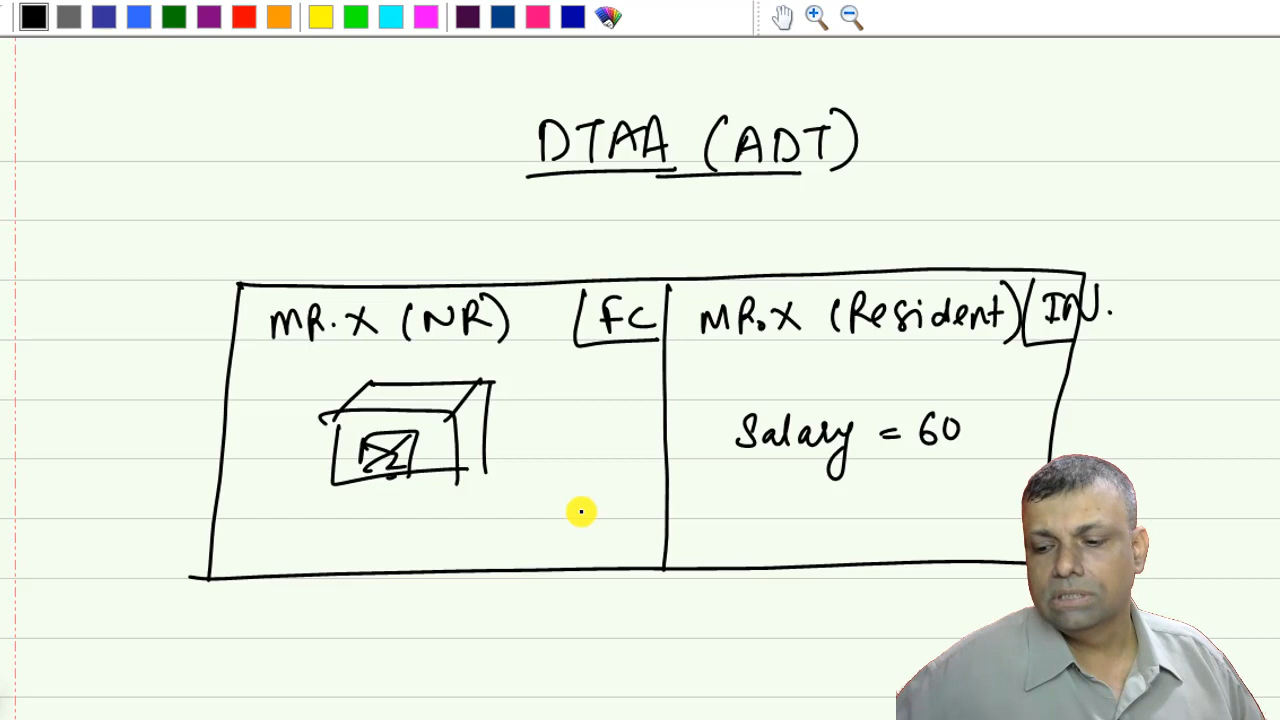 DTAA (ADT)
MR. X (NR) FC MR. X (Resident) IN.
Salary = 60